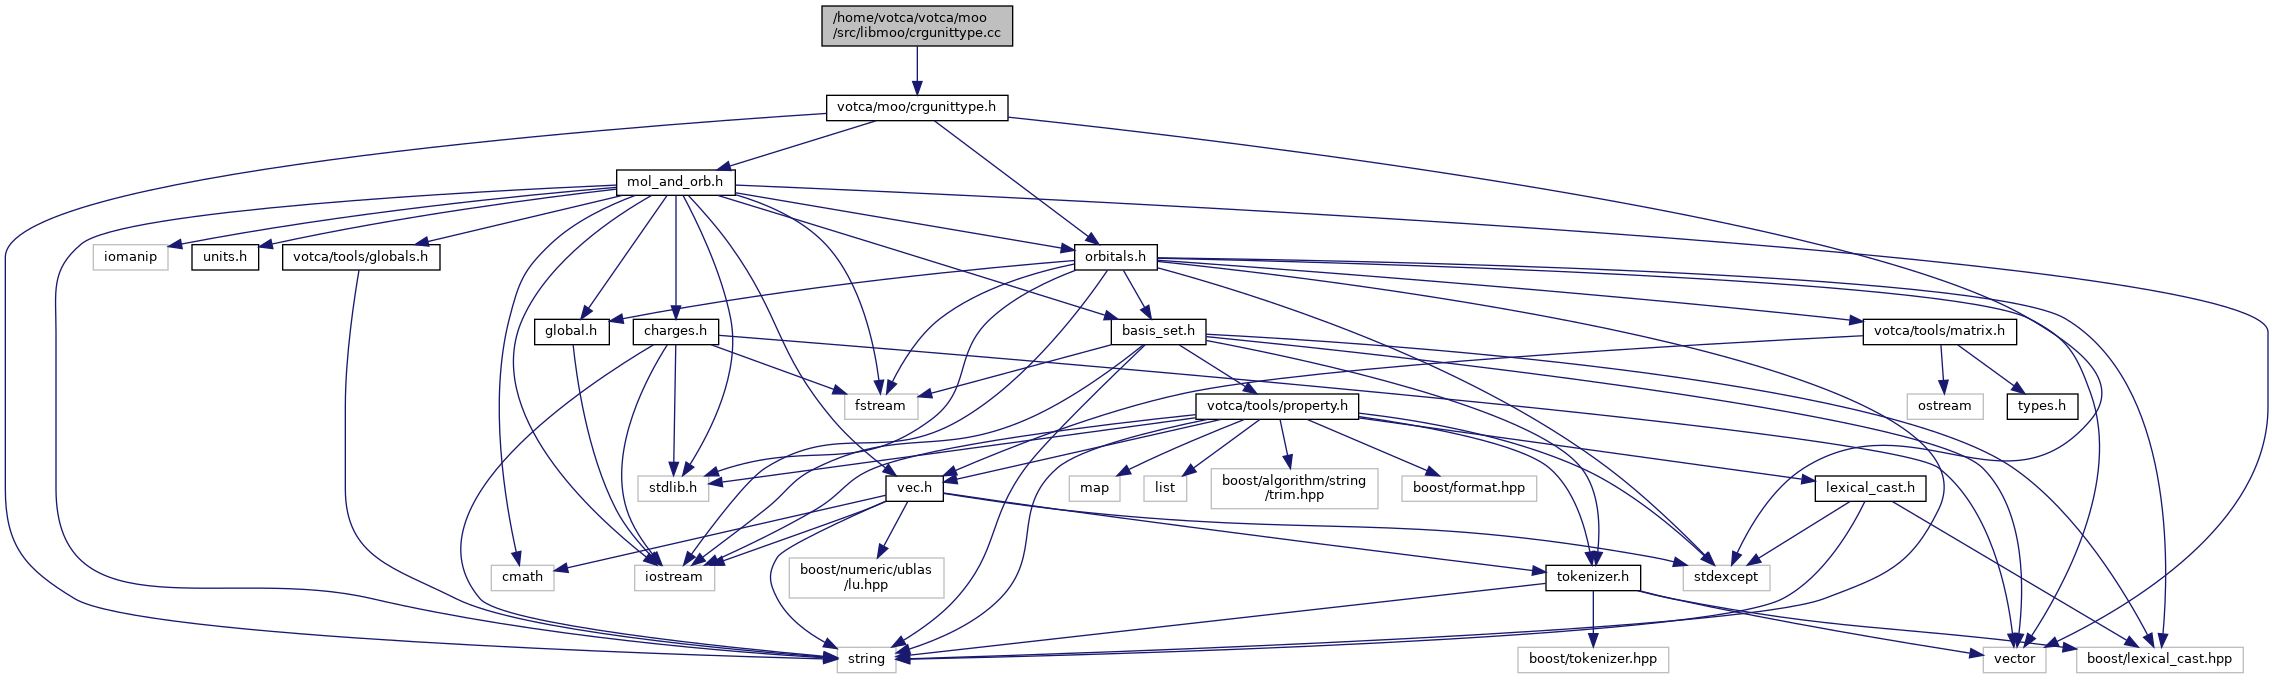 /home/votca/votca/moo
/src/libmoo/crgunittype.cc
votca/moo/crgunittype.h
mol_and_orb.h
iomanip
units.h
votca/tools/globals.h
orbitals.h
global.h
charges.h
basis_set.h
votca/tools/matrix.h
fstream
votca/tools/property.h
ostream
types.h
stdlib.h
vec.h
map
list
boost/algorithm/string
/trim.hpp
boost/format.hpp
lexical_cast.h
cmath
iostream
boost/numeric/ublas
/lu.hpp
tokenizer.h
stdexcept
string
boost/tokenizer.hpp
vector
boost/lexical_cast.hpp